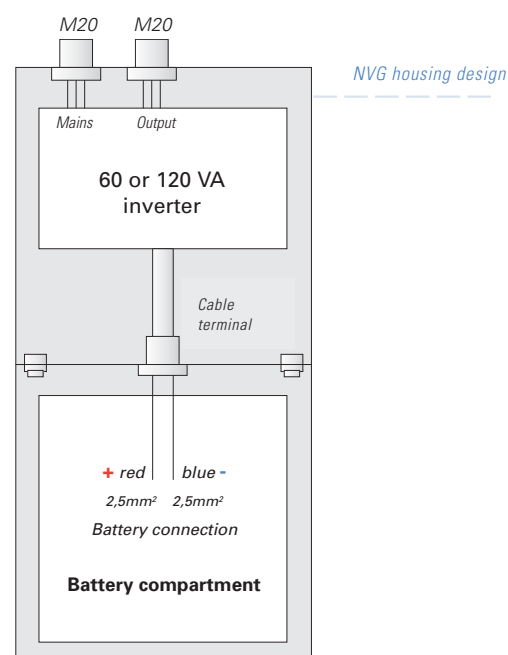 M20 M20
NVG housing design
Mains Output
60 or 120 VA
inverter
Cable
terminal
+ red blue -
2,5mm² 2,5mm²
Battery connection
Battery compartment